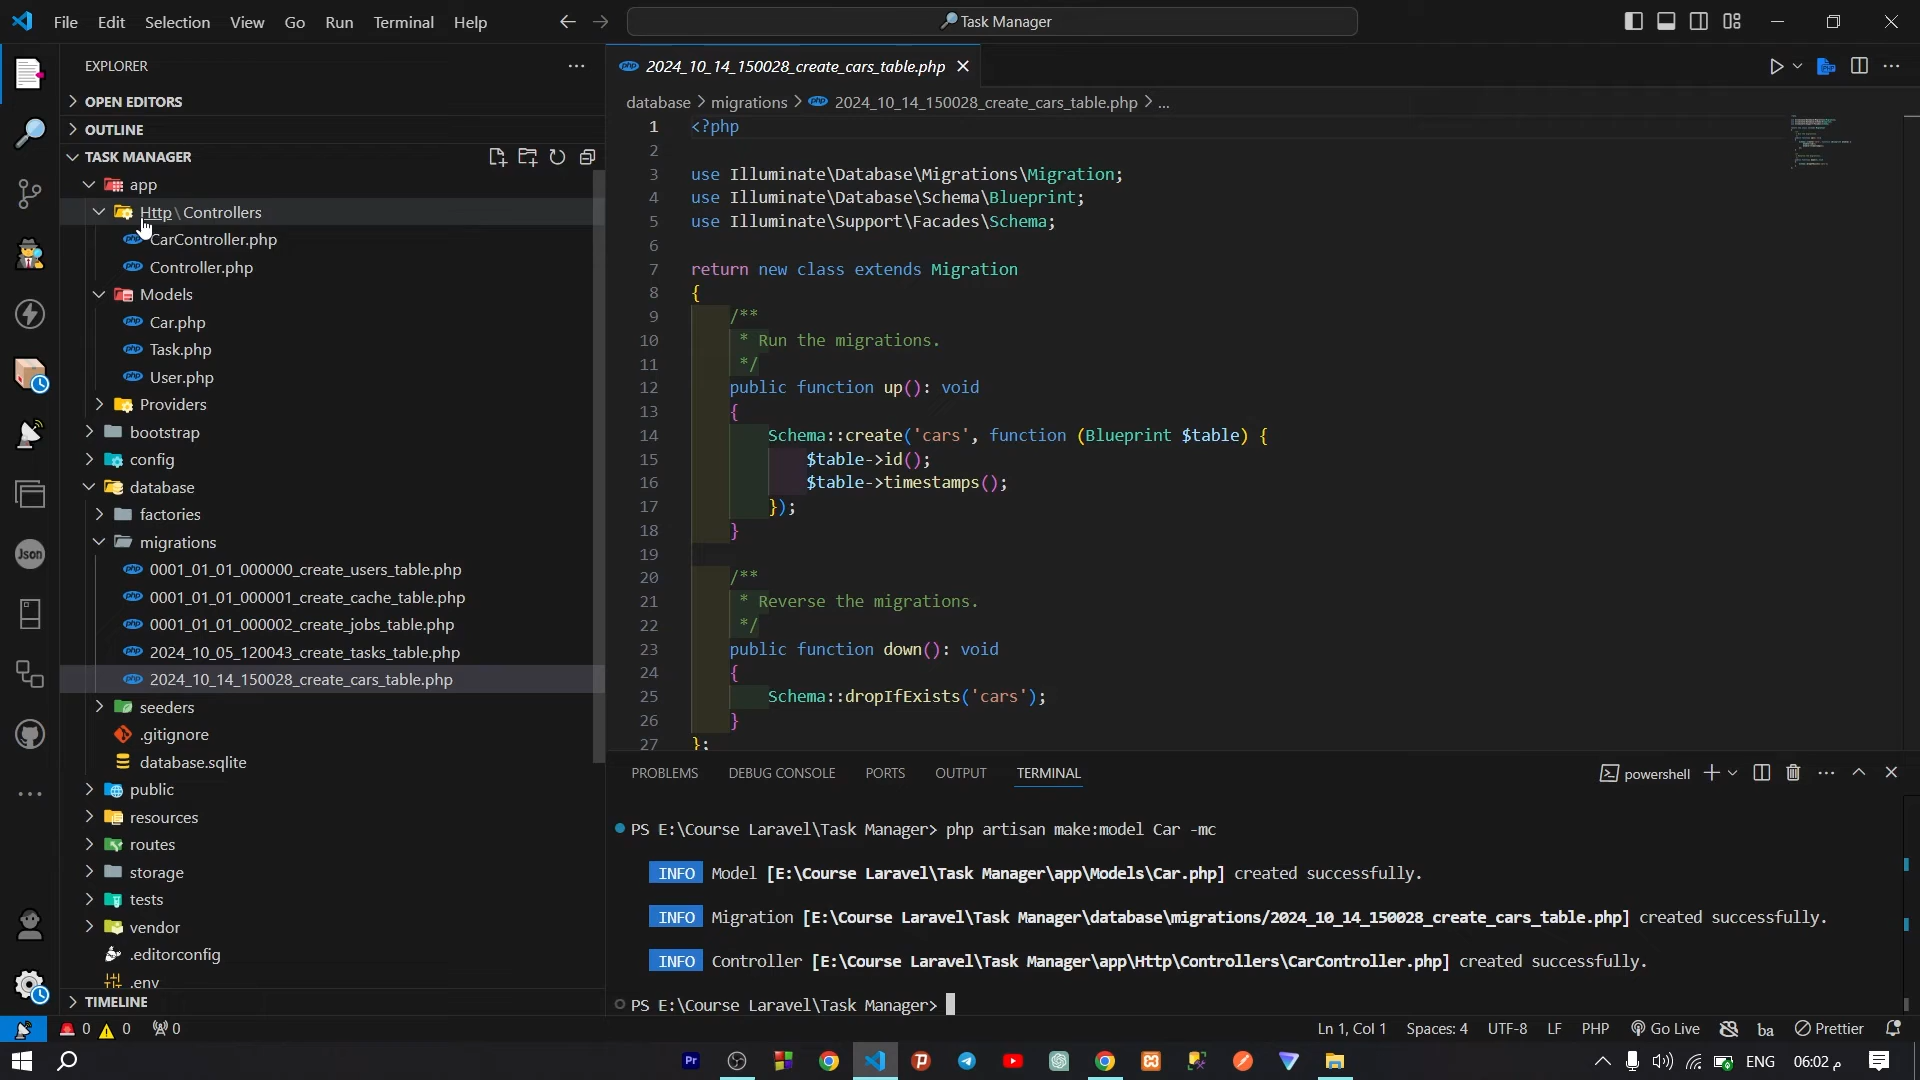 File Edit Selection View Go Run Terminal Help
Task Manager
EXPLORER
OPEN EDITORS
OUTLINE
TASK MANAGER
app
Http \ Controllers
CarController.php
Controller.php
Models
Car.php
Task.php
User.php
Providers
bootstrap
config
database
factories
migrations
0001_01_01_000000_create_users_table.php
0001_01_01_000001_create_cache_table.php
0001_01_01_000002_create_jobs_table.php
2024_10_05_120043_create_tasks_table.php
2024_10_14_150028_create_cars_table.php
seeders
.gitignore
database.sqlite
public
resources
routes
storage
tests
vendor
.editorconfig
.env
TIMELINE
2024_10_14_150028_create_cars_table.php
database > migrations > 2024_10_14_150028_create_cars_table.php > ...
1 <?php
2
3 use Illuminate\Database\Migrations\Migration;
4 use Illuminate\Database\Schema\Blueprint;
5 use Illuminate\Support\Facades\Schema;
6
7 return new class extends Migration
8 {
9 /**
10 * Run the migrations.
11 */
12 public function up(): void
13 {
14 Schema::create('cars', function (Blueprint $table) {
15 $table->id();
16 $table->timestamps();
17 });
18 }
19
20 /**
21 * Reverse the migrations.
22 */
23 public function down(): void
24 {
25 Schema::dropIfExists('cars');
26 }
27 };
PROBLEMS DEBUG CONSOLE PORTS OUTPUT TERMINAL
powershell
PS E:\Course Laravel\Task Manager> php artisan make:model Car -mc
INFO Model [E:\Course Laravel\Task Manager\app\Models\Car.php] created successfully.
INFO Migration [E:\Course Laravel\Task Manager\database\migrations/2024_10_14_150028_create_cars_table.php] created successfully.
INFO Controller [E:\Course Laravel\Task Manager\app\Http\Controllers\CarController.php] created successfully.
PS E:\Course Laravel\Task Manager>
0 0 0
Ln 1, Col 1 Spaces: 4 UTF-8 LF PHP Go Live ba Prettier
ENG 06:02 م
Json
Pr